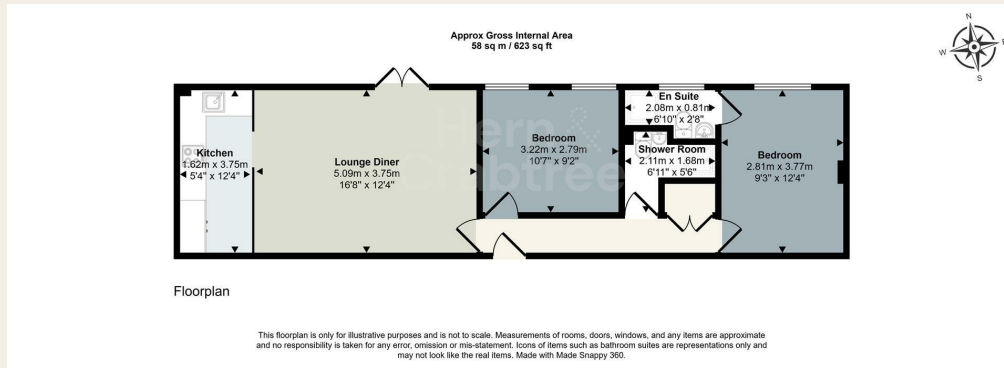 Approx Gross Internal Area
58 sq m / 623 sq ft
N
W
E
S
Kitchen
1.62m x 3.75m
5'4" x 12'4"
Lounge Diner
5.09m x 3.75m
16'8" x 12'4"
Bedroom
3.22m x 2.79m
10'7" x 9'2"
En Suite
2.08m x 0.81m
6'10" x 2'8"
Shower Room
2.11m x 1.68m
6'11" x 5'6"
Bedroom
2.81m x 3.77m
9'3" x 12'4"
Hern &
Crabtree
Floorplan
This floorplan is only for illustrative purposes and is not to scale. Measurements of rooms, doors, windows, and any items are approximate
and no responsibility is taken for any error, omission or mis-statement. Icons of items such as bathroom suites are representations only and
may not look like the real items. Made with Made Snappy 360.